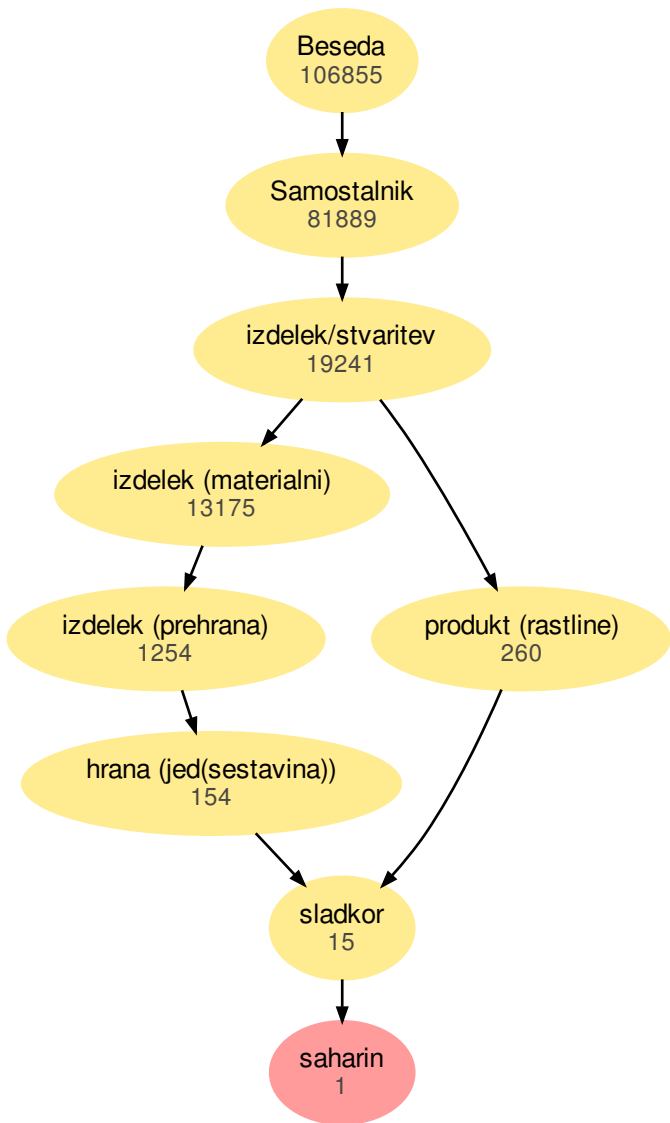 Beseda
106855
Samostalnik
81889
izdelek/stvaritev
19241
izdelek (materialni)
13175
izdelek (prehrana)
1254
produkt (rastline)
260
hrana (jed(sestavina))
154
sladkor
15
saharin
1